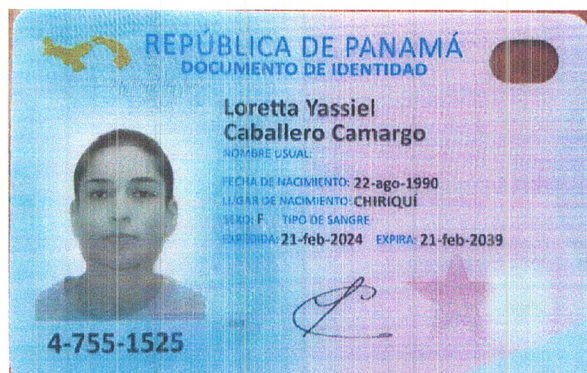 REPÚBLICA DE PANAMÁ
DOCUMENTO DE IDENTIDAD
Loretta Yassiel
Caballero Camargo
NOMBRE USUAL:
FECHA DE NACIMIENTO: 22-ago-1990
LUGAR DE NACIMIENTO: CHIRIQUÍ
SEXO: F TIPO DE SANGRE
EXPEDIDA: 21-feb-2024 EXPIRA: 21-feb-2039
4-755-1525